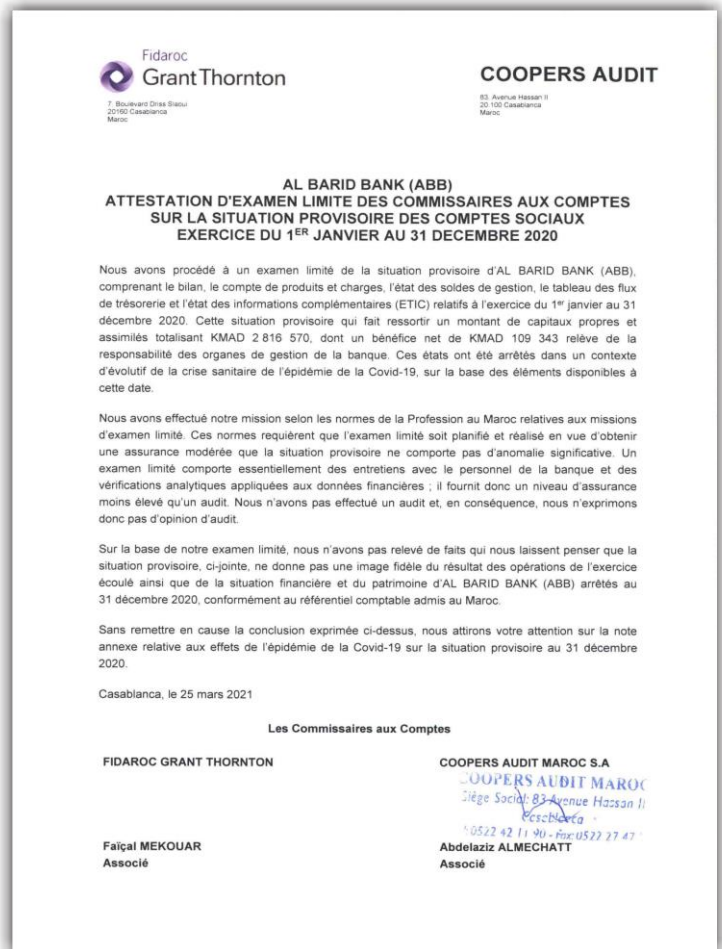 Fidaroc
Grant Thornton
7, Boulevard Driss Slaoui
20160 Casablanca
Maroc
COOPERS AUDIT
83, Avenue Hassan II
20 100 Casablanca
Maroc
AL BARID BANK (ABB)
ATTESTATION D'EXAMEN LIMITE DES COMMISSAIRES AUX COMPTES
SUR LA SITUATION PROVISOIRE DES COMPTES SOCIAUX
EXERCICE DU 1ER JANVIER AU 31 DECEMBRE 2020
Nous avons procédé à un examen limité de la situation provisoire d'AL BARID BANK (ABB),
comprenant le bilan, le compte de produits et charges, l'état des soldes de gestion, le tableau des flux
de trésorerie et l'état des informations complémentaires (ETIC) relatifs à l'exercice du 1er janvier au 31
décembre 2020. Cette situation provisoire qui fait ressortir un montant de capitaux propres et
assimilés totalisant KMAD 2 816 570, dont un bénéfice net de KMAD 109 343 relève de la
responsabilité des organes de gestion de la banque. Ces états ont été arrêtés dans un contexte
d'évolutif de la crise sanitaire de l'épidémie de la Covid-19, sur la base des éléments disponibles à
cette date.
Nous avons effectué notre mission selon les normes de la Profession au Maroc relatives aux missions
d'examen limité. Ces normes requièrent que l'examen limité soit planifié et réalisé en vue d'obtenir
une assurance modérée que la situation provisoire ne comporte pas d'anomalie significative. Un
examen limité comporte essentiellement des entretiens avec le personnel de la banque et des
vérifications analytiques appliquées aux données financières ; il fournit donc un niveau d'assurance
moins élevé qu'un audit. Nous n'avons pas effectué un audit et, en conséquence, nous n'exprimons
donc pas d'opinion d'audit.
Sur la base de notre examen limité, nous n'avons pas relevé de faits qui nous laissent penser que la
situation provisoire, ci-jointe, ne donne pas une image fidèle du résultat des opérations de l'exercice
écoulé ainsi que de la situation financière et du patrimoine d'AL BARID BANK (ABB) arrêtés au
31 décembre 2020, conformément au référentiel comptable admis au Maroc.
Sans remettre en cause la conclusion exprimée ci-dessus, nous attirons votre attention sur la note
annexe relative aux effets de l'épidémie de la Covid-19 sur la situation provisoire au 31 décembre
2020.
Casablanca, le 25 mars 2021
Les Commissaires aux Comptes
FIDAROC GRANT THORNTON
Faïçal MEKOUAR
Associé
COOPERS AUDIT MAROC S.A
COOPERS AUDIT MAROC
Siège Social: 83 Avenue Hassan II
Casablanca
0522 42 11 90 - Fax: 0522 27 47
Abdelaziz ALMECHATT
Associé